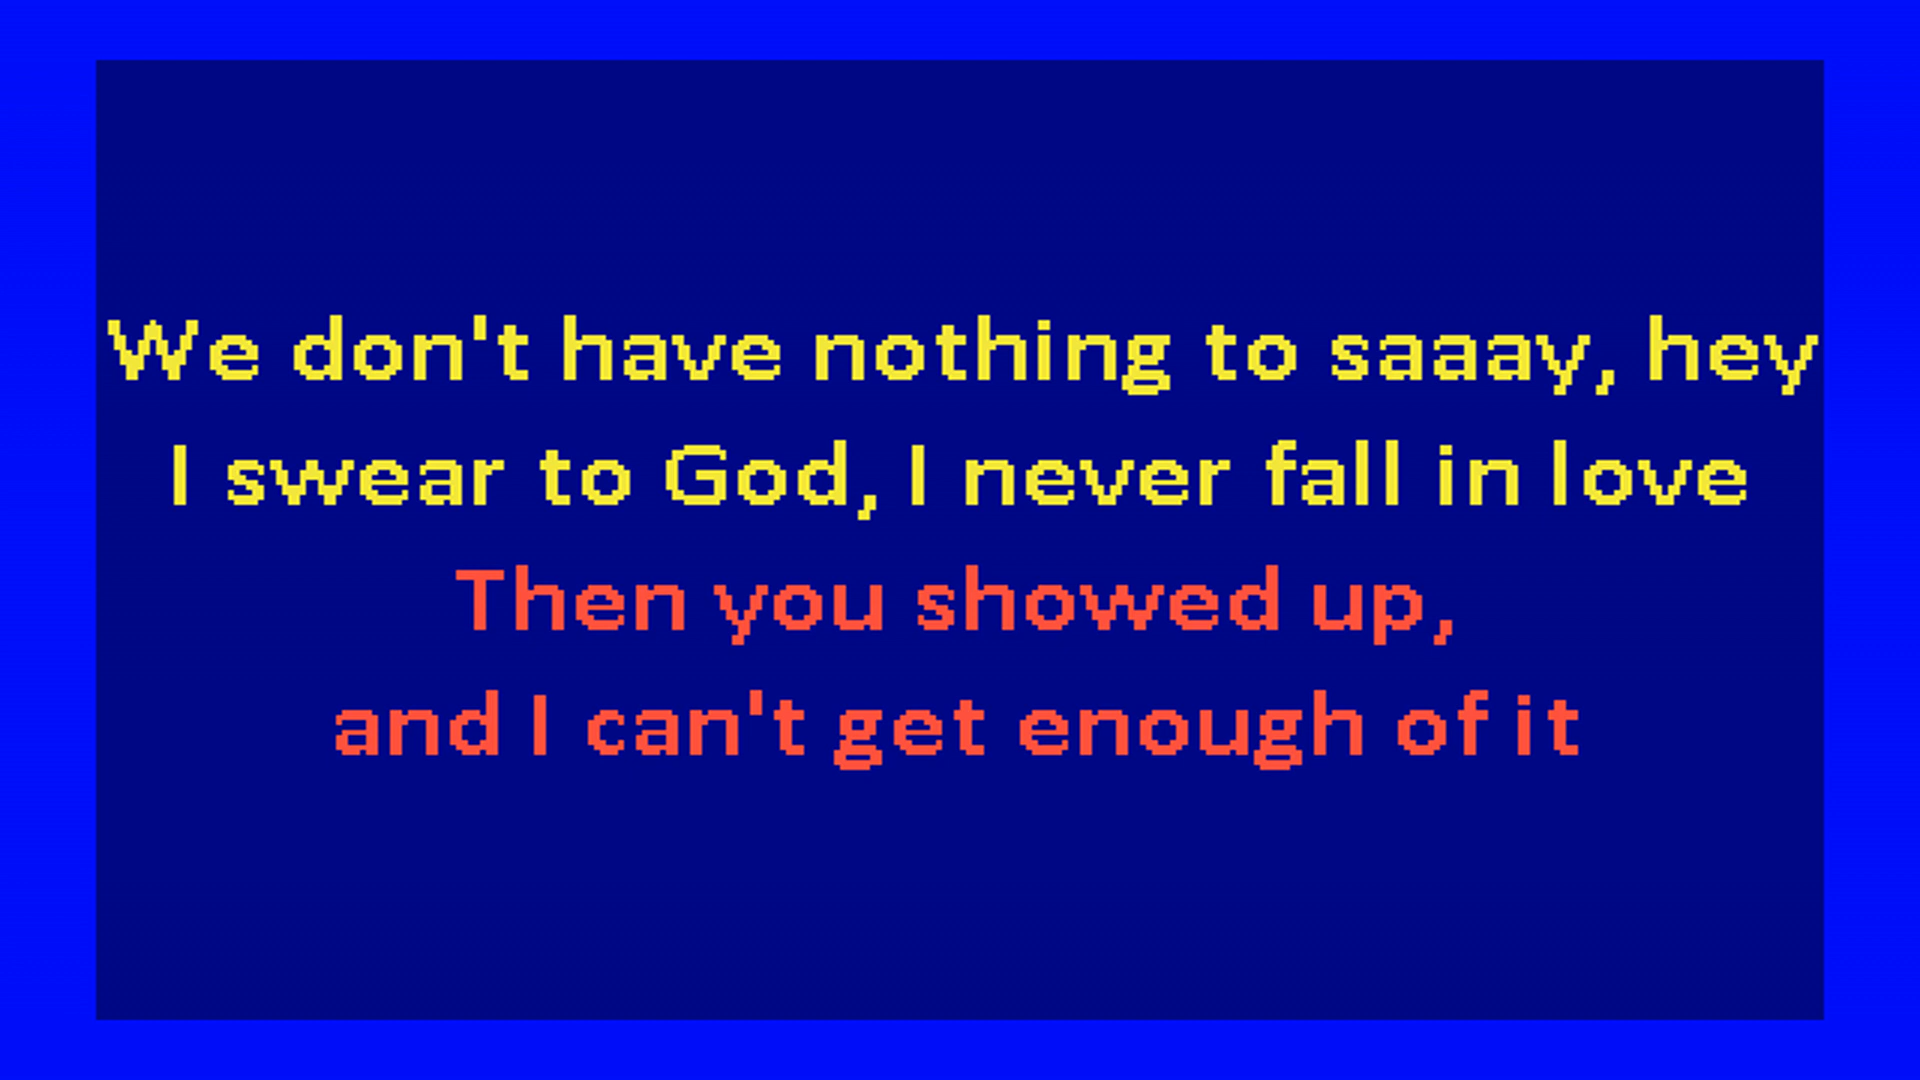 We don't have nothing to saaay, hey
I swear to God, I never fall in love
Then you showed up,
and I can't get enough of it